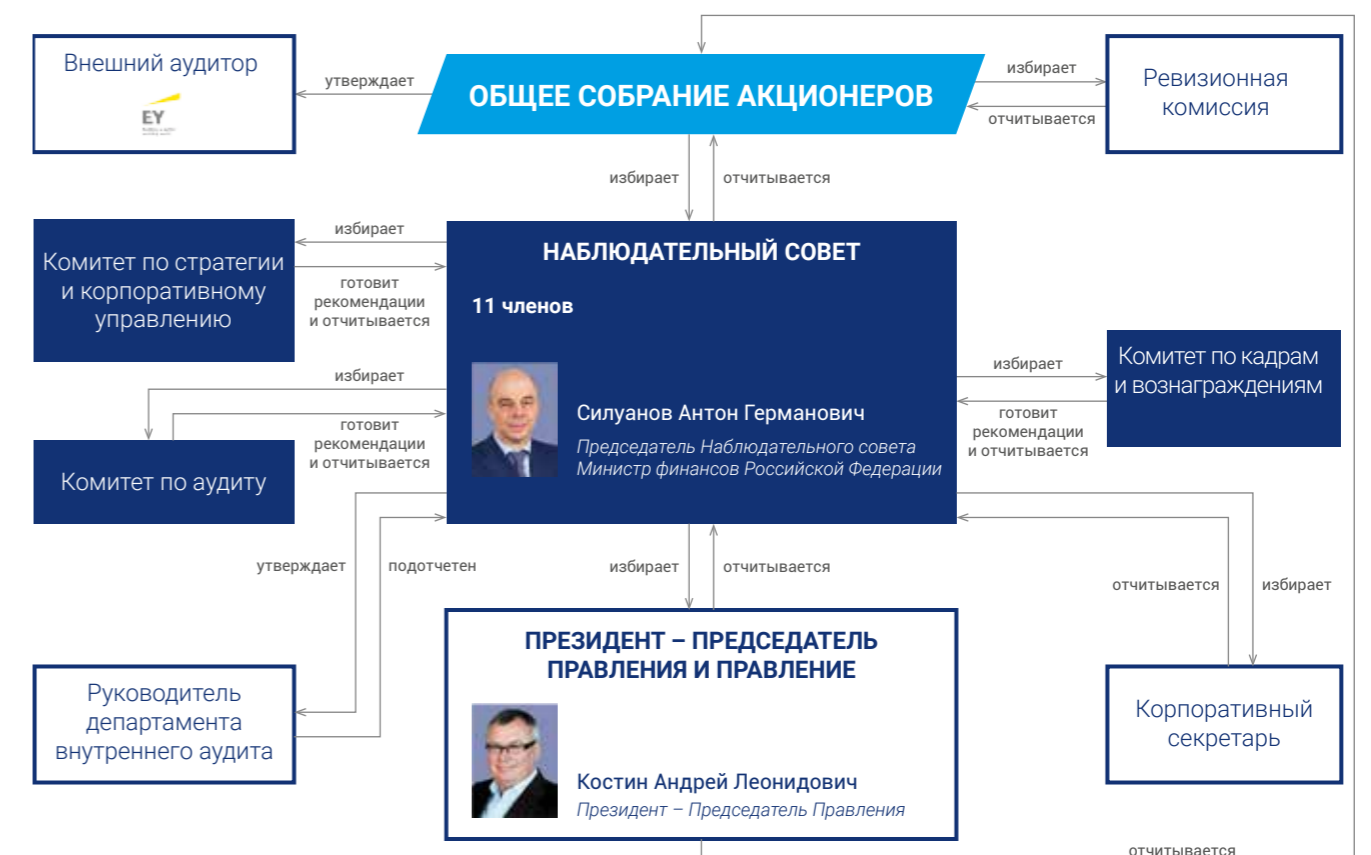 Внешний аудитор
EY
утверждает
ОБЩЕЕ СОБРАНИЕ АКЦИОНЕРОВ
избирает
отчитывается
Ревизионная
комиссия
избирает
отчитывается
Комитет по стратегии
и корпоративному
управлению
избирает
готовит
рекомендации
и отчитывается
НАБЛЮДАТЕЛЬНЫЙ СОВЕТ
11 членов
Силуанов Антон Германович
Председатель Наблюдательного совета
Министр финансов Российской Федерации
избирает
готовит
рекомендации
и отчитывается
Комитет по кадрам
и вознаграждениям
избирает
готовит
рекомендации
и отчитывается
Комитет по аудиту
утверждает
подотчетен
избирает
отчитывается
отчитывается
избирает
Руководитель
департамента
внутреннего аудита
ПРЕЗИДЕНТ – ПРЕДСЕДАТЕЛЬ
ПРАВЛЕНИЯ И ПРАВЛЕНИЕ
Костин Андрей Леонидович
Президент – Председатель Правления
Корпоративный
секретарь
отчитывается